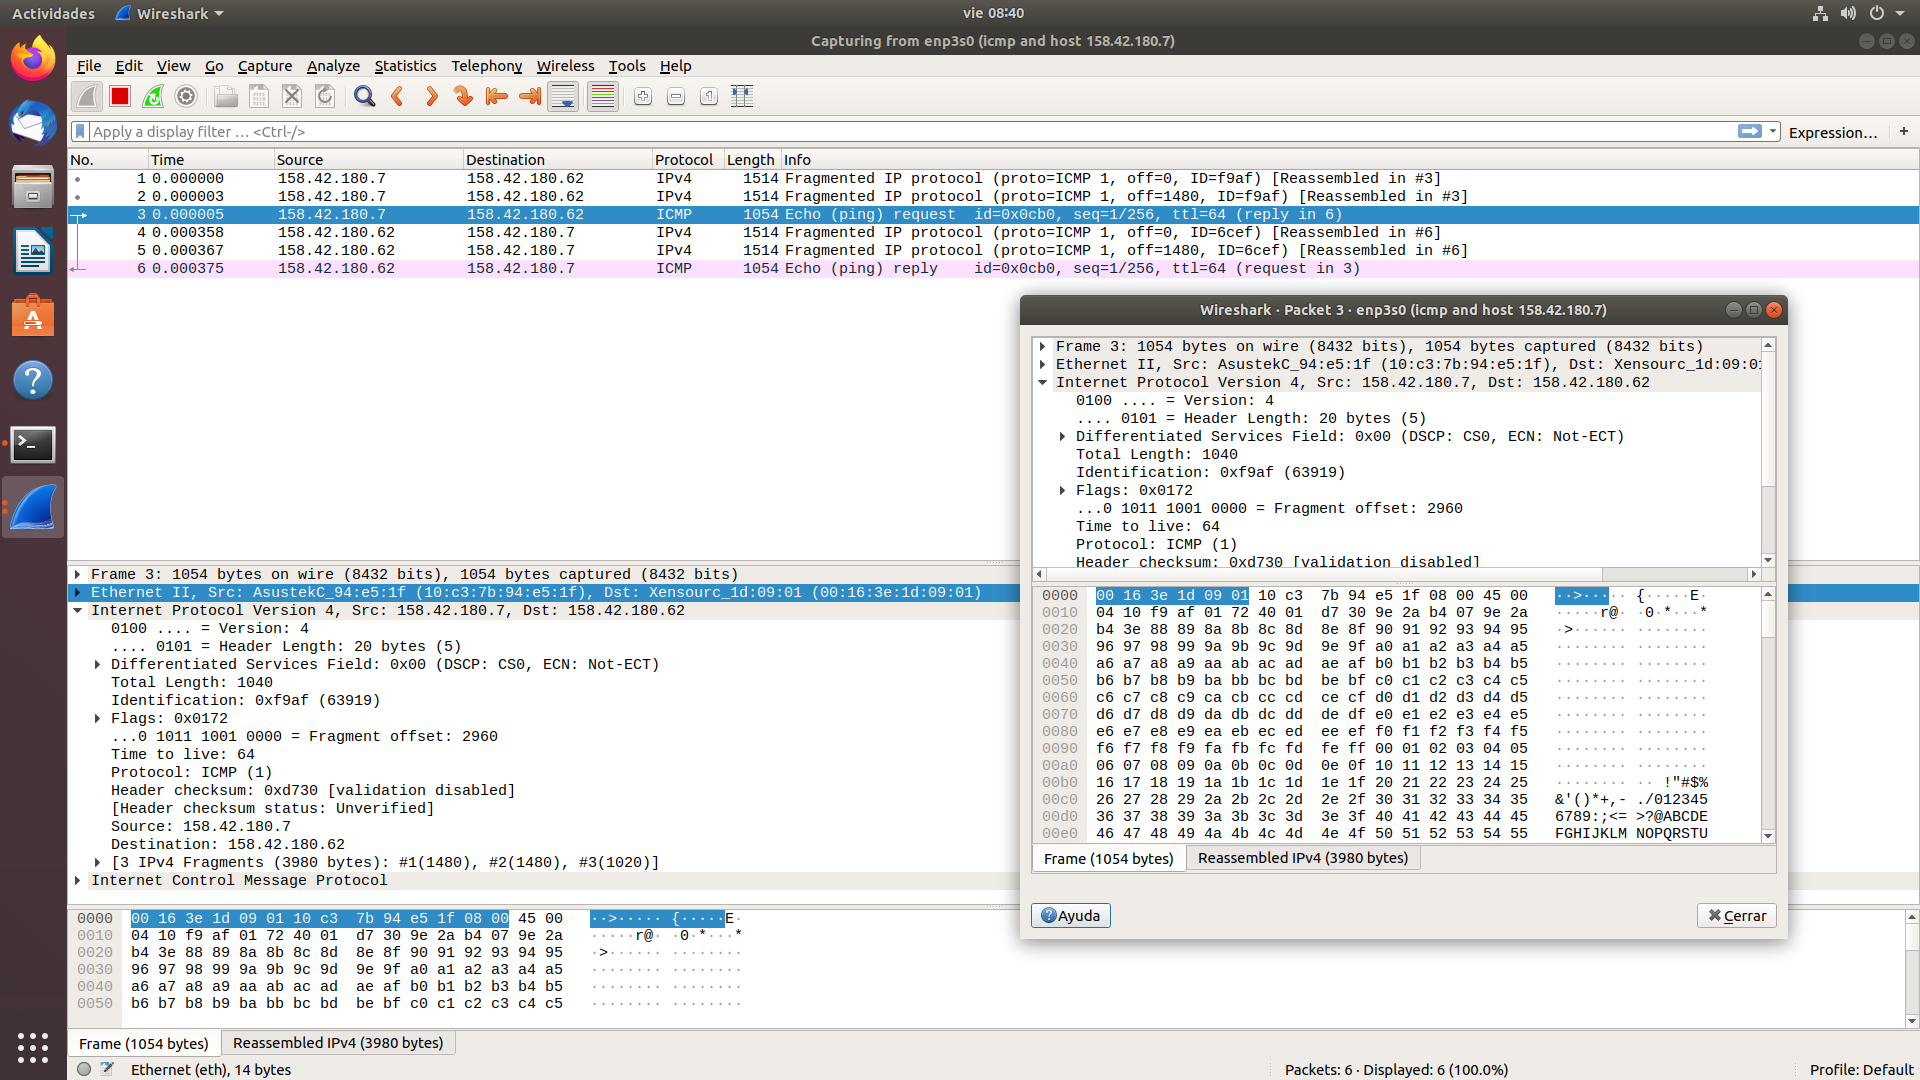 Actividades
Wireshark
vie 08:40
Capturing from enp3s0 (icmp and host 158.42.180.7)
File Edit View Go Capture Analyze Statistics Telephony Wireless Tools Help
Apply a display filter … <Ctrl-/>
Expression… +
No. Time Source Destination Protocol Length Info
1 0.000000 158.42.180.7 158.42.180.62 IPv4 1514 Fragmented IP protocol (proto=ICMP 1, off=0, ID=f9af) [Reassembled in #3]
2 0.000003 158.42.180.7 158.42.180.62 IPv4 1514 Fragmented IP protocol (proto=ICMP 1, off=1480, ID=f9af) [Reassembled in #3]
3 0.000005 158.42.180.7 158.42.180.62 ICMP 1054 Echo (ping) request id=0x0cb0, seq=1/256, ttl=64 (reply in 6)
4 0.000358 158.42.180.62 158.42.180.7 IPv4 1514 Fragmented IP protocol (proto=ICMP 1, off=0, ID=6cef) [Reassembled in #6]
5 0.000367 158.42.180.62 158.42.180.7 IPv4 1514 Fragmented IP protocol (proto=ICMP 1, off=1480, ID=6cef) [Reassembled in #6]
6 0.000375 158.42.180.62 158.42.180.7 ICMP 1054 Echo (ping) reply id=0x0cb0, seq=1/256, ttl=64 (request in 3)
Frame 3: 1054 bytes on wire (8432 bits), 1054 bytes captured (8432 bits)
Ethernet II, Src: AsustekC_94:e5:1f (10:c3:7b:94:e5:1f), Dst: Xensourc_1d:09:01 (00:16:3e:1d:09:01)
Internet Protocol Version 4, Src: 158.42.180.7, Dst: 158.42.180.62
0100 .... = Version: 4
.... 0101 = Header Length: 20 bytes (5)
Differentiated Services Field: 0x00 (DSCP: CS0, ECN: Not-ECT)
Total Length: 1040
Identification: 0xf9af (63919)
Flags: 0x0172
...0 1011 1001 0000 = Fragment offset: 2960
Time to live: 64
Protocol: ICMP (1)
Header checksum: 0xd730 [validation disabled]
[Header checksum status: Unverified]
Source: 158.42.180.7
Destination: 158.42.180.62
[3 IPv4 Fragments (3980 bytes): #1(1480), #2(1480), #3(1020)]
Internet Control Message Protocol
0000 00 16 3e 1d 09 01 10 c3 7b 94 e5 1f 08 00 45 00 ··>····· {·····E·
0010 04 10 f9 af 01 72 40 01 d7 30 9e 2a b4 07 9e 2a ·····r@· ·0·*···*
0020 b4 3e 88 89 8a 8b 8c 8d 8e 8f 90 91 92 93 94 95 ·>······ ········
0030 96 97 98 99 9a 9b 9c 9d 9e 9f a0 a1 a2 a3 a4 a5 ········ ········
0040 a6 a7 a8 a9 aa ab ac ad ae af b0 b1 b2 b3 b4 b5 ········ ········
0050 b6 b7 b8 b9 ba bb bc bd be bf c0 c1 c2 c3 c4 c5 ········ ········
Frame (1054 bytes) Reassembled IPv4 (3980 bytes)
Ethernet (eth), 14 bytes
Packets: 6 · Displayed: 6 (100.0%)
Profile: Default
Wireshark · Packet 3 · enp3s0 (icmp and host 158.42.180.7)
Frame 3: 1054 bytes on wire (8432 bits), 1054 bytes captured (8432 bits)
Ethernet II, Src: AsustekC_94:e5:1f (10:c3:7b:94:e5:1f), Dst: Xensourc_1d:09:01
Internet Protocol Version 4, Src: 158.42.180.7, Dst: 158.42.180.62
0100 .... = Version: 4
.... 0101 = Header Length: 20 bytes (5)
Differentiated Services Field: 0x00 (DSCP: CS0, ECN: Not-ECT)
Total Length: 1040
Identification: 0xf9af (63919)
Flags: 0x0172
...0 1011 1001 0000 = Fragment offset: 2960
Time to live: 64
Protocol: ICMP (1)
Header checksum: 0xd730 [validation disabled]
0000 00 16 3e 1d 09 01 10 c3 7b 94 e5 1f 08 00 45 00 ··>····· {·····E·
0010 04 10 f9 af 01 72 40 01 d7 30 9e 2a b4 07 9e 2a ·····r@· ·0·*···*
0020 b4 3e 88 89 8a 8b 8c 8d 8e 8f 90 91 92 93 94 95 ·>······ ········
0030 96 97 98 99 9a 9b 9c 9d 9e 9f a0 a1 a2 a3 a4 a5 ········ ········
0040 a6 a7 a8 a9 aa ab ac ad ae af b0 b1 b2 b3 b4 b5 ········ ········
0050 b6 b7 b8 b9 ba bb bc bd be bf c0 c1 c2 c3 c4 c5 ········ ········
0060 c6 c7 c8 c9 ca cb cc cd ce cf d0 d1 d2 d3 d4 d5 ········ ········
0070 d6 d7 d8 d9 da db dc dd de df e0 e1 e2 e3 e4 e5 ········ ········
0080 e6 e7 e8 e9 ea eb ec ed ee ef f0 f1 f2 f3 f4 f5 ········ ········
0090 f6 f7 f8 f9 fa fb fc fd fe ff 00 01 02 03 04 05 ········ ········
00a0 06 07 08 09 0a 0b 0c 0d 0e 0f 10 11 12 13 14 15 ········ ········
00b0 16 17 18 19 1a 1b 1c 1d 1e 1f 20 21 22 23 24 25 ········ ·· !"#$%
00c0 26 27 28 29 2a 2b 2c 2d 2e 2f 30 31 32 33 34 35 &'()*+,- ./012345
00d0 36 37 38 39 3a 3b 3c 3d 3e 3f 40 41 42 43 44 45 6789:;<= >?@ABCDE
00e0 46 47 48 49 4a 4b 4c 4d 4e 4f 50 51 52 53 54 55 FGHIJKLM NOPQRSTU
Frame (1054 bytes) Reassembled IPv4 (3980 bytes)
Ayuda
Cerrar